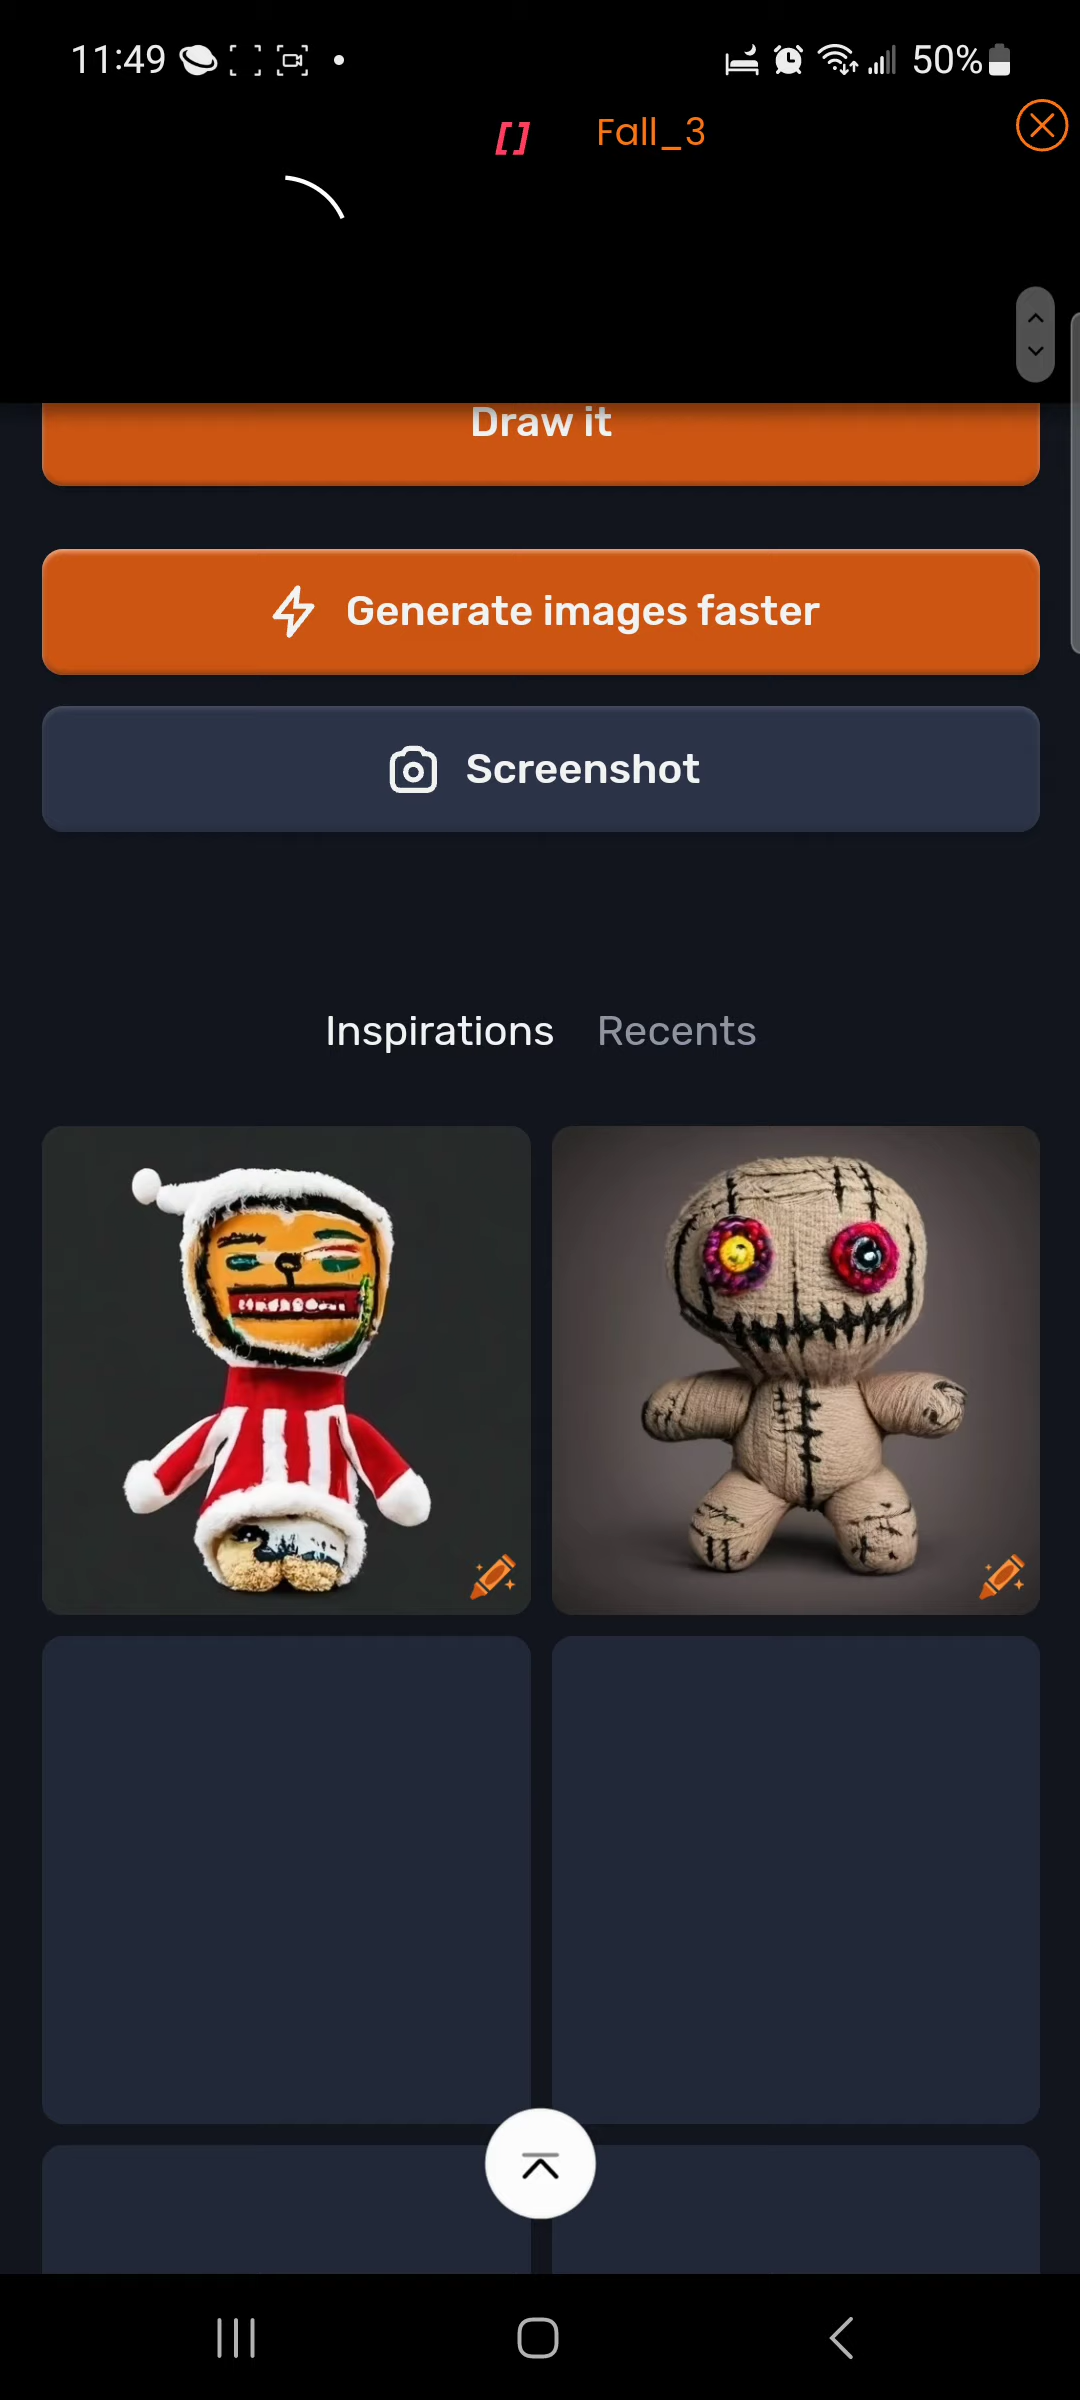 11:49
50%
[]
Fall_3
Draw it
Generate images faster
Screenshot
Inspirations
Recents